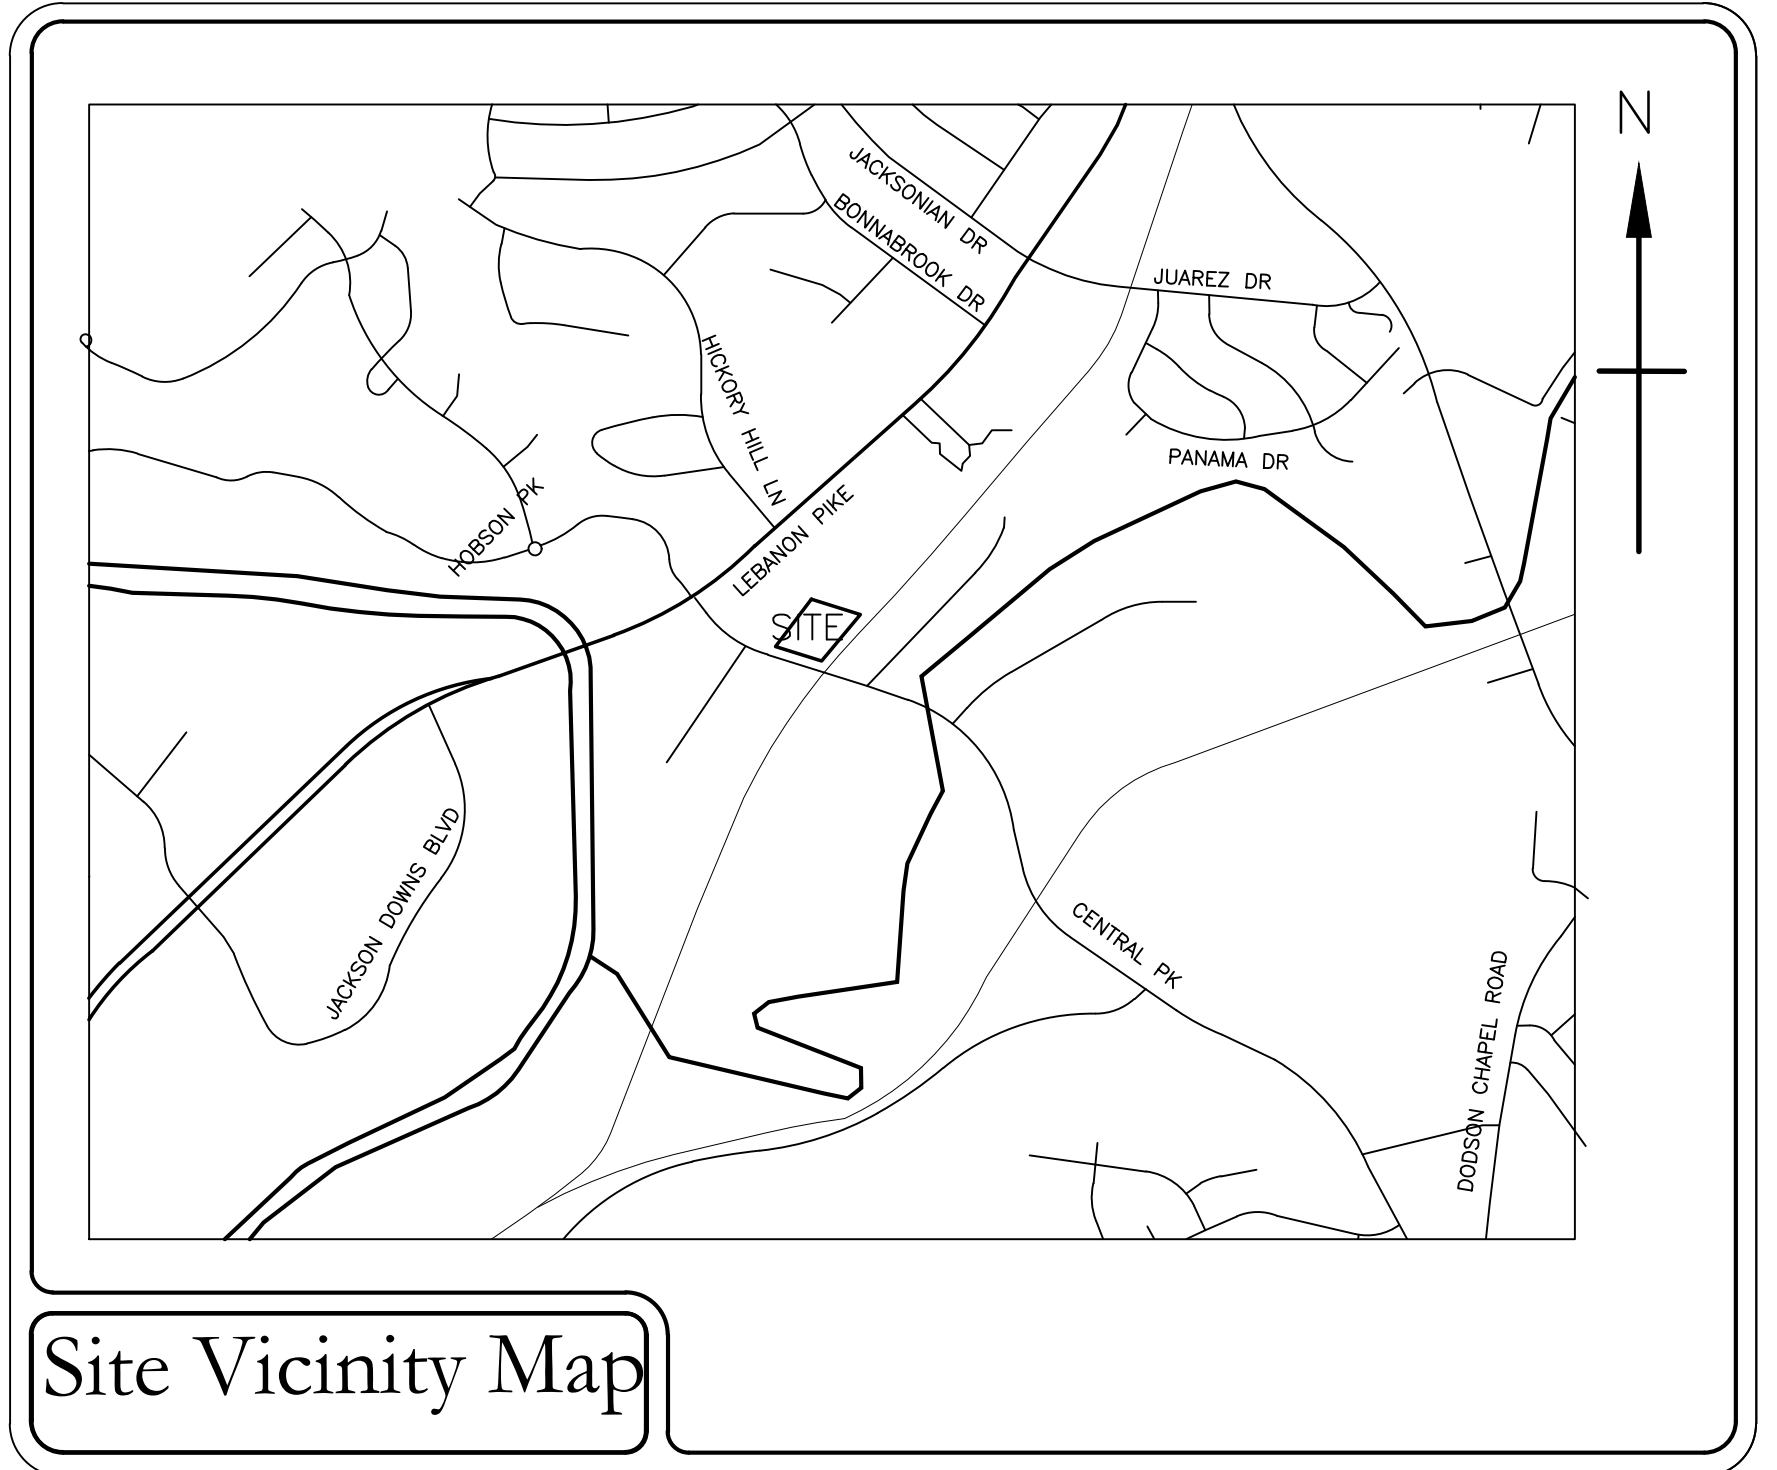 N
JACKSONIAN DR
BONNABROOK DR
JUAREZ DR
HICKORY HILL LN
PANAMA DR
HOBSON PK
LEBANON PIKE
SITE
JACKSON DOWNS BLVD
CENTRAL PK
DODSON CHAPEL ROAD
Site Vicinity Map